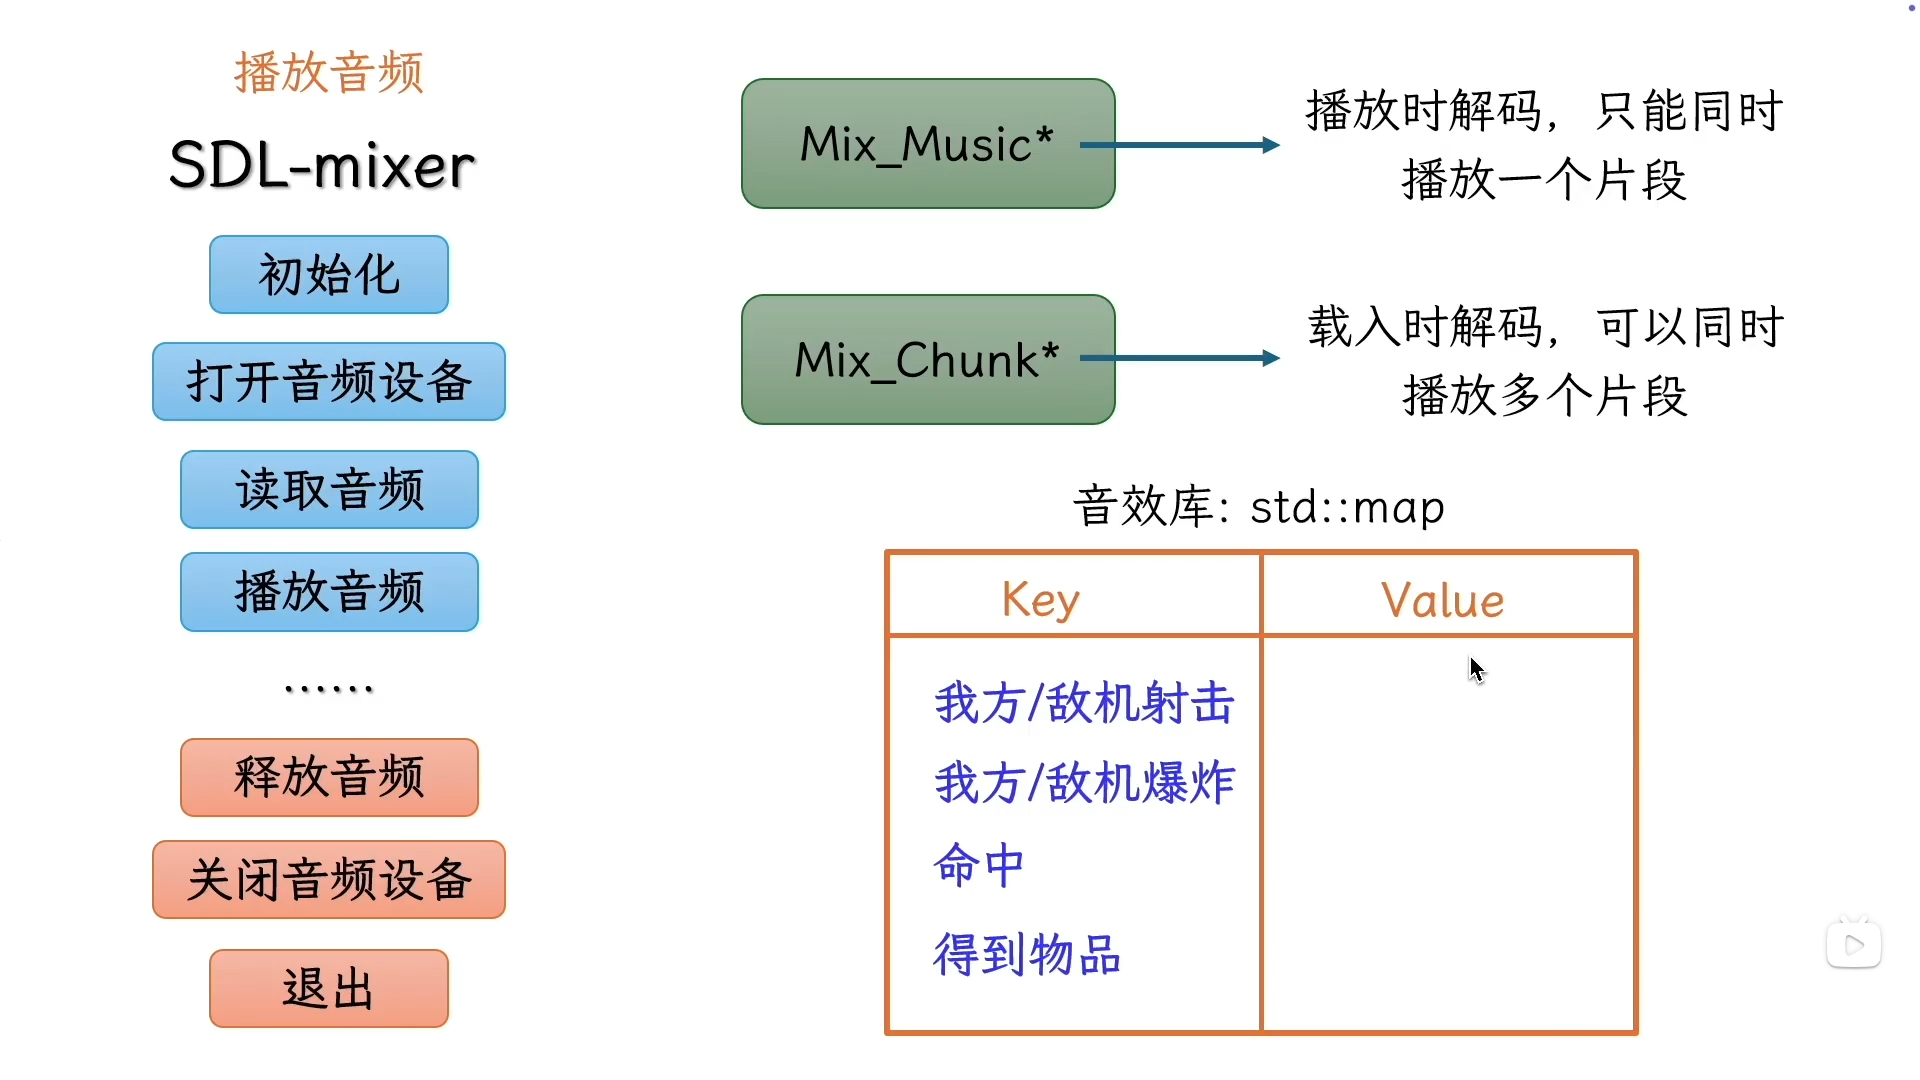 播放音频
SDL-mixer
初始化
打开音频设备
读取音频
播放音频
……
释放音频
关闭音频设备
退出
Mix_Music*
播放时解码，只能同时
播放一个片段
Mix_Chunk*
载入时解码，可以同时
播放多个片段
音效库: std::map
Key
Value
我方/敌机射击
我方/敌机爆炸
命中
得到物品